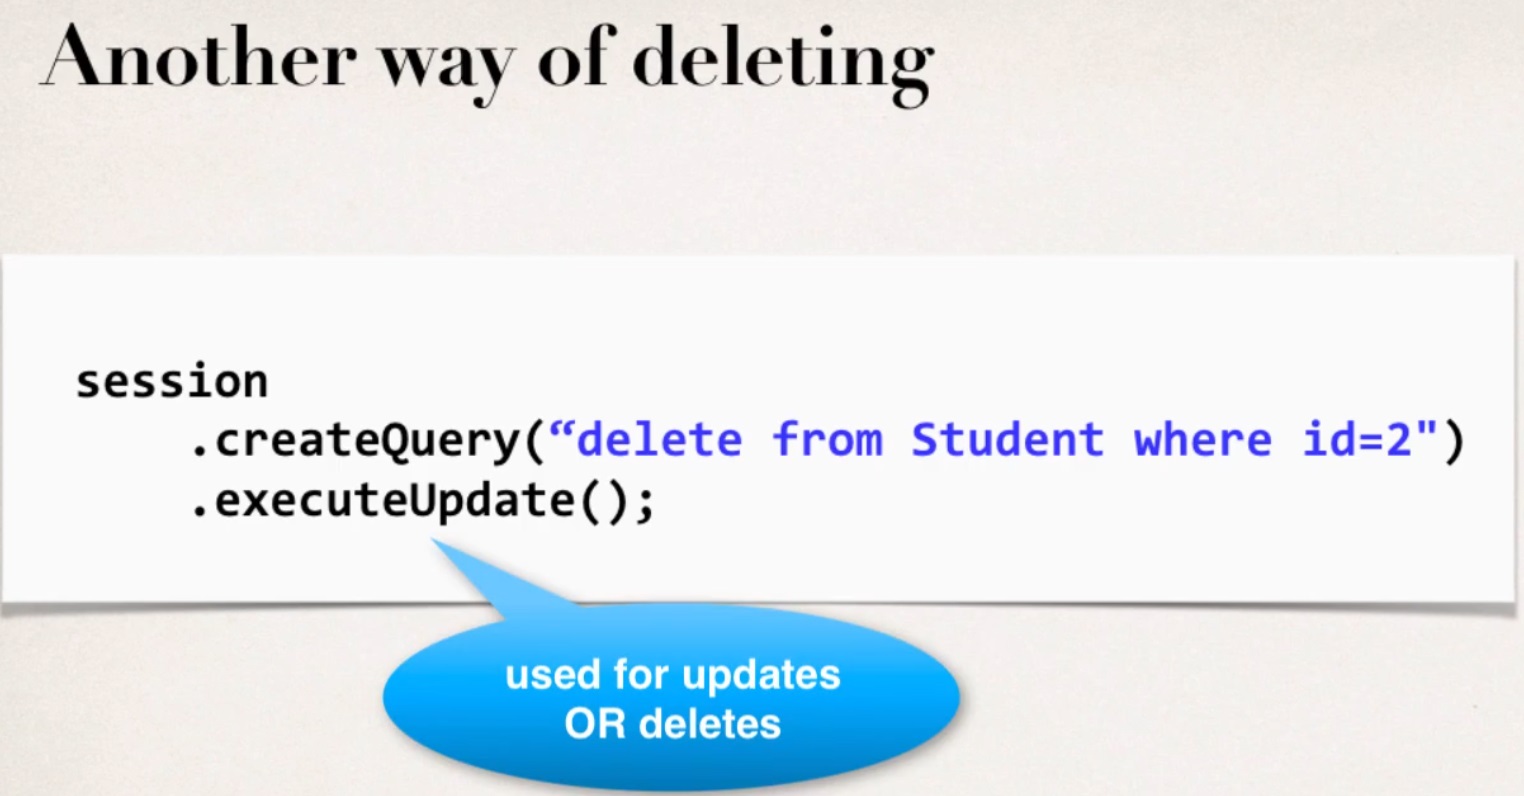 Another way of deleting
session
.createQuery(“delete from Student where id=2")
.executeUpdate();
used for updates
OR deletes